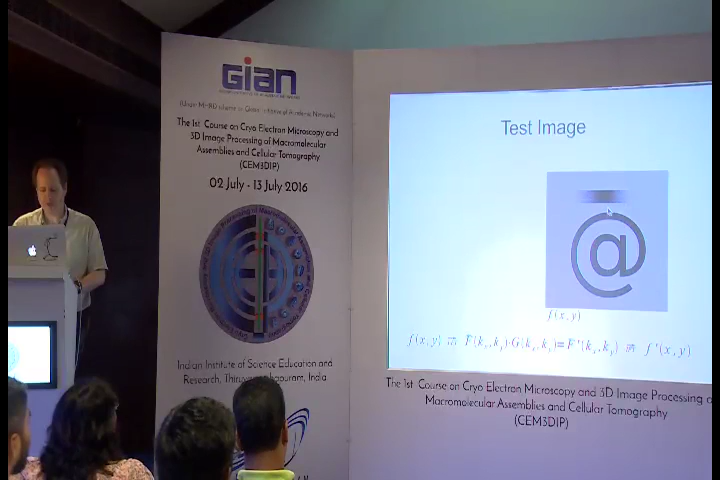 GIAN
The 1st Course on Cryo Electron Microscopy and
3D Image Processing of Macromolecular
Assemblies and Cellular Tomography
(CEM3DIP)
02 July - 13 July 2016
Indian Institute of Science Education and
Research, India
Test Image
@
f(x,y)
f(x,y) F(kx,ky)·G(kx,ky)=F'(kx,ky) f'(x,y)
The 1st Course on Cryo Electron Microscopy and 3D Image Processing
Macromolecular Assemblies and Cellular Tomography
(CEM3DIP)